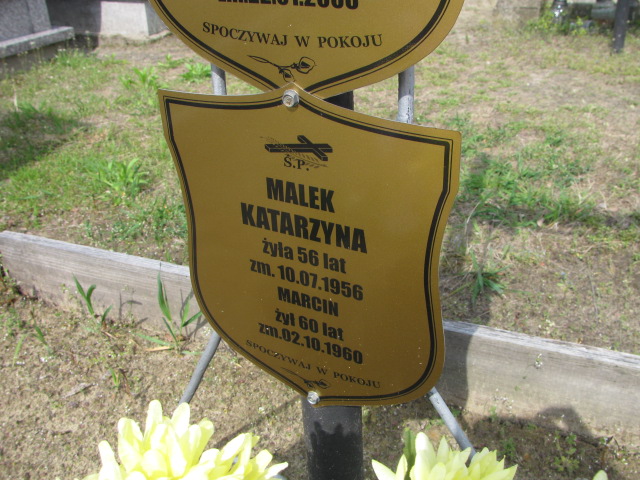 SPOCZYWAJ W POKOJU
Ś.P.
MALEK
KATARZYNA
żyła 56 lat
zm. 10.07.1956
MARCIN
żył 60 lat
zm.02.10.1960
SPOCZYWAJ W POKOJU